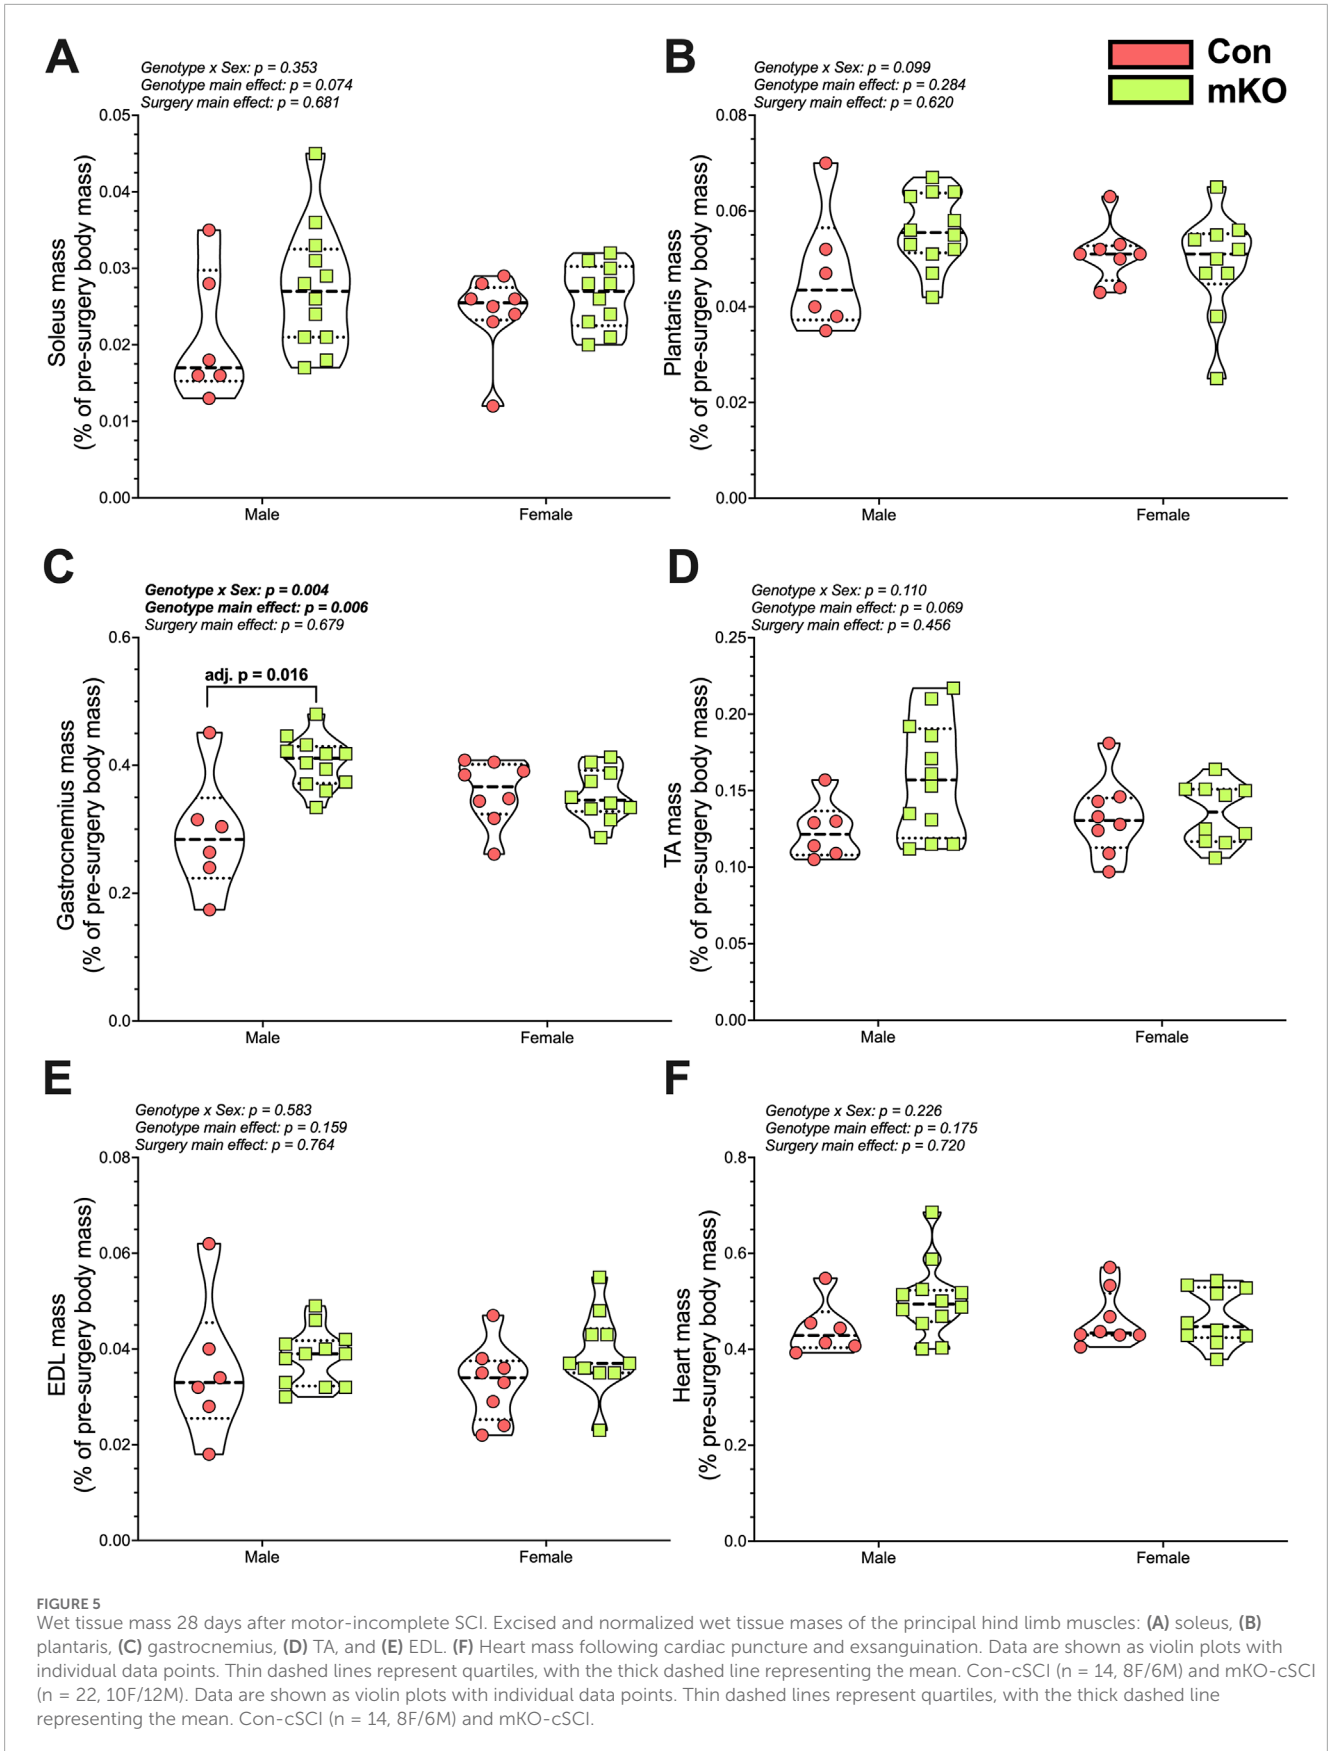 A
Genotype x Sex: p = 0.353
Genotype main effect: p = 0.074
Surgery main effect: p = 0.681
Soleus mass
(% of pre-surgery body mass)
0.05
0.04
0.03
0.02
0.01
0.00
Male
Female
B
Genotype x Sex: p = 0.099
Genotype main effect: p = 0.284
Surgery main effect: p = 0.620
Con
mKO
Plantaris mass
(% of pre-surgery body mass)
0.08
0.06
0.04
0.02
0.00
Male
Female
C
Genotype x Sex: p = 0.004
Genotype main effect: p = 0.006
Surgery main effect: p = 0.679
adj. p = 0.016
Gastrocnemius mass
(% of pre-surgery body mass)
0.6
0.4
0.2
0.0
Male
Female
D
Genotype x Sex: p = 0.110
Genotype main effect: p = 0.069
Surgery main effect: p = 0.456
TA mass
(% of pre-surgery body mass)
0.25
0.20
0.15
0.10
0.05
0.00
Male
Female
E
Genotype x Sex: p = 0.583
Genotype main effect: p = 0.159
Surgery main effect: p = 0.764
EDL mass
(% of pre-surgery body mass)
0.08
0.06
0.04
0.02
0.00
Male
Female
F
Genotype x Sex: p = 0.226
Genotype main effect: p = 0.175
Surgery main effect: p = 0.720
Heart mass
(% pre-surgery body mass)
0.8
0.6
0.4
0.2
0.0
Male
Female
FIGURE 5
Wet tissue mass 28 days after motor-incomplete SCI. Excised and normalized wet tissue mases of the principal hind limb muscles: (A) soleus, (B)
plantaris, (C) gastrocnemius, (D) TA, and (E) EDL. (F) Heart mass following cardiac puncture and exsanguination. Data are shown as violin plots with
individual data points. Thin dashed lines represent quartiles, with the thick dashed line representing the mean. Con-cSCI (n = 14, 8F/6M) and mKO-cSCI
(n = 22, 10F/12M). Data are shown as violin plots with individual data points. Thin dashed lines represent quartiles, with the thick dashed line
representing the mean. Con-cSCI (n = 14, 8F/6M) and mKO-cSCI.